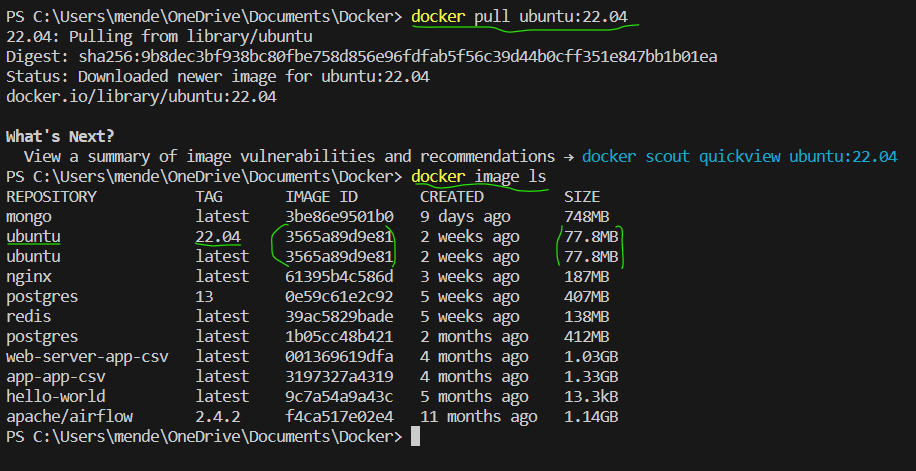 PS C:\Users\mende\OneDrive\Documents\Docker> docker pull ubuntu:22.04
22.04: Pulling from library/ubuntu
Digest: sha256:9b8dec3bf938bc80fbe758d856e96fdfab5f56c39d44b0cff351e847bb1b01ea
Status: Downloaded newer image for ubuntu:22.04
docker.io/library/ubuntu:22.04
What's Next?
View a summary of image vulnerabilities and recommendations → docker scout quickview ubuntu:22.04
PS C:\Users\mende\OneDrive\Documents\Docker> docker image ls
REPOSITORY TAG IMAGE ID CREATED SIZE
mongo latest 3be86e9501b0 9 days ago 748MB
ubuntu 22.04 3565a89d9e81 2 weeks ago 77.8MB
ubuntu latest 3565a89d9e81 2 weeks ago 77.8MB
nginx latest 61395b4c586d 3 weeks ago 187MB
postgres 13 0e59c61e2c92 5 weeks ago 407MB
redis latest 39ac5829bade 5 weeks ago 138MB
postgres latest 1b05cc48b421 2 months ago 412MB
web-server-app-csv latest 001369619dfa 4 months ago 1.03GB
app-app-csv latest 3197327a4319 4 months ago 1.33GB
hello-world latest 9c7a54a9a43c 5 months ago 13.3kB
apache/airflow 2.4.2 f4ca517e02e4 11 months ago 1.14GB
PS C:\Users\mende\OneDrive\Documents\Docker>